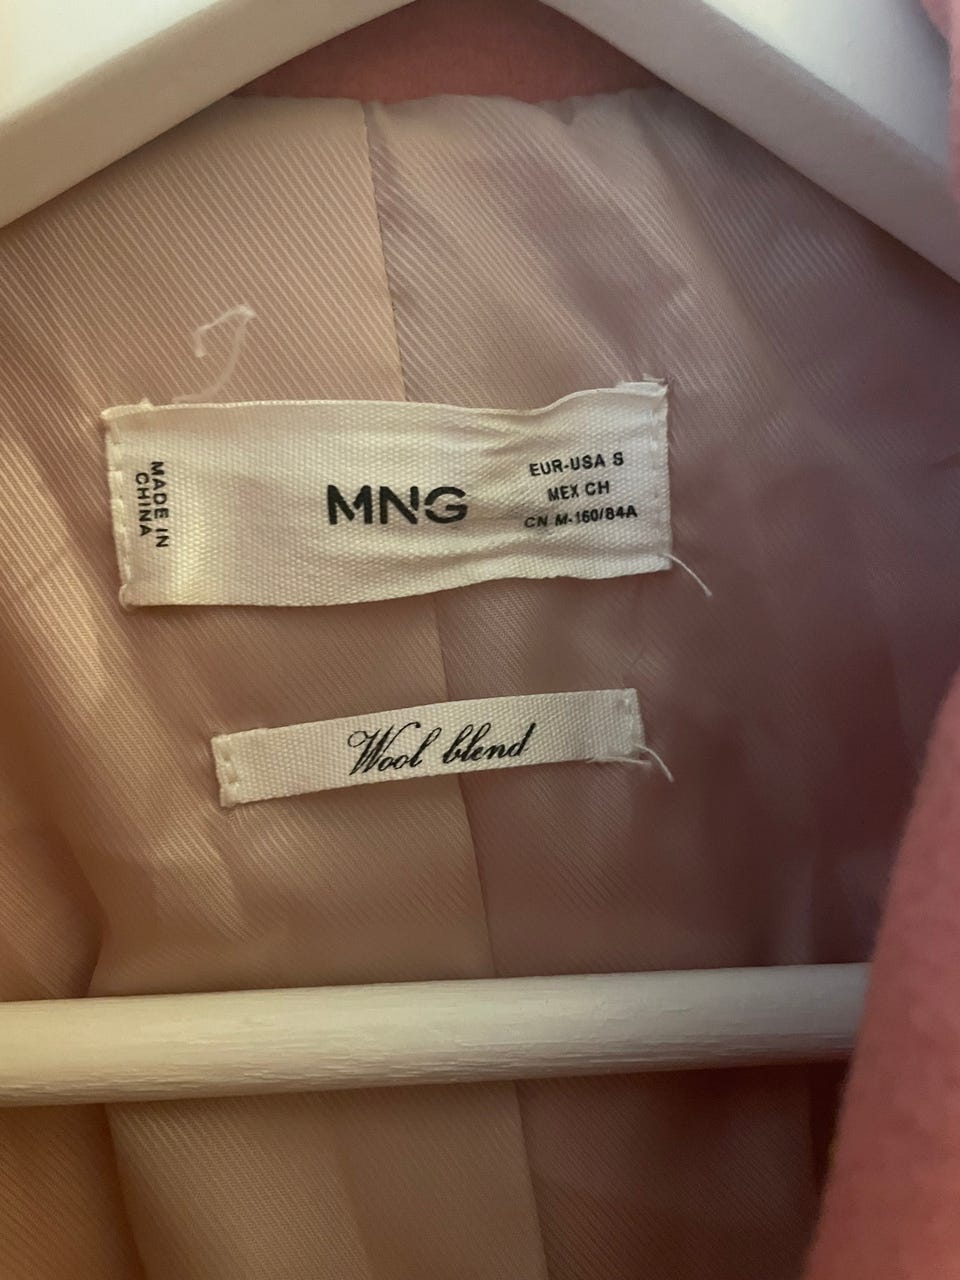 MADE IN
CHINA
MNG
EUR-USA S
MEX CH
CN M-160/84A
Wool blend